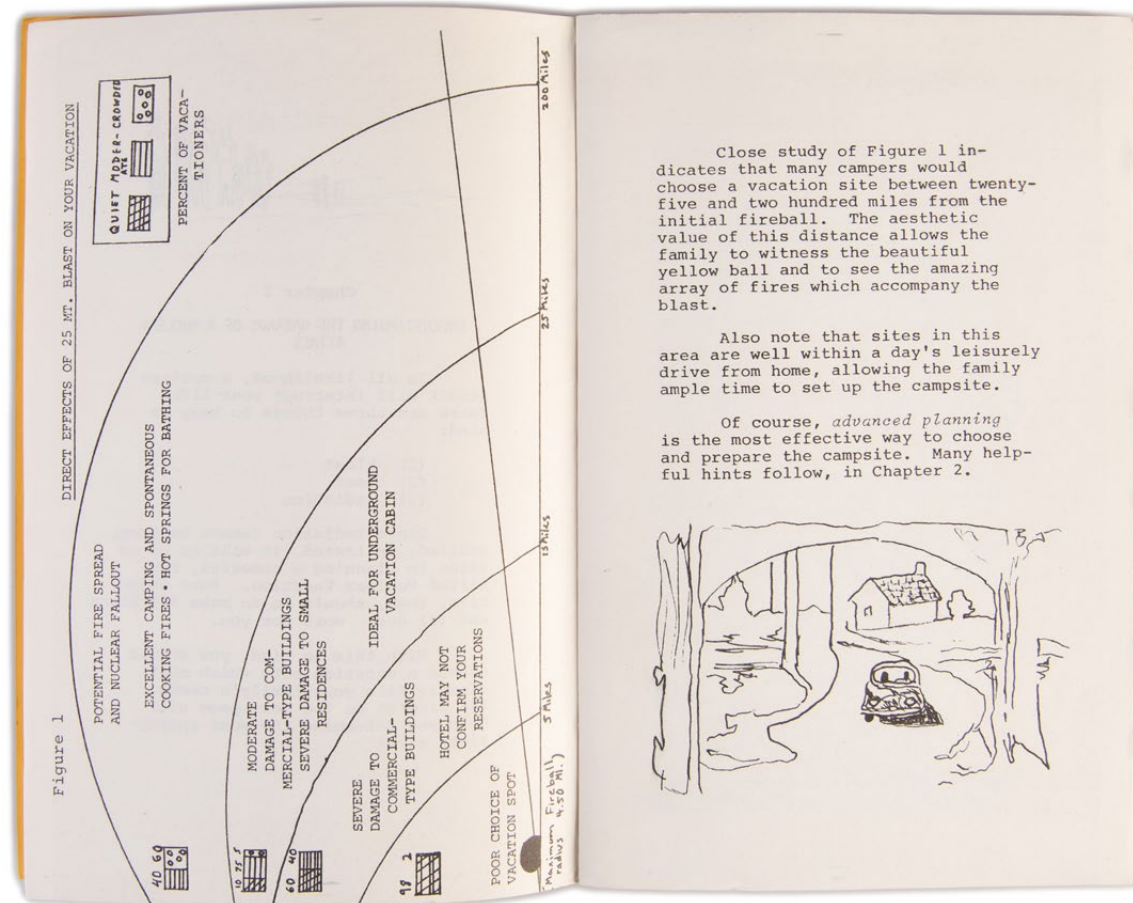 Figure 1
DIRECT EFFECTS OF 25 MT. BLAST ON YOUR VACATION
QUIET MODER-ATE CROWDED
PERCENT OF VACA-
TIONERS
POTENTIAL FIRE SPREAD
AND NUCLEAR FALLOUT
EXCELLENT CAMPING AND SPONTANEOUS
COOKING FIRES • HOT SPRINGS FOR BATHING
40 60
MODERATE
DAMAGE TO COM-
MERCIAL-TYPE BUILDINGS
SEVERE DAMAGE TO SMALL
RESIDENCES
10 75 5
IDEAL FOR UNDERGROUND
VACATION CABIN
60 40
SEVERE
DAMAGE TO
COMMERCIAL-
TYPE BUILDINGS
HOTEL MAY NOT
CONFIRM YOUR
RESERVATIONS
98 2
POOR CHOICE OF
VACATION SPOT
(Maximum Fireball
radius 4.50 Mi.)
5 Miles
15 Miles
25 Miles
200 Miles
Close study of Figure 1 in-
dicates that many campers would
choose a vacation site between twenty-
five and two hundred miles from the
initial fireball. The aesthetic
value of this distance allows the
family to witness the beautiful
yellow ball and to see the amazing
array of fires which accompany the
blast.
Also note that sites in this
area are well within a day's leisurely
drive from home, allowing the family
ample time to set up the campsite.
Of course, advanced planning
is the most effective way to choose
and prepare the campsite. Many help-
ful hints follow, in Chapter 2.